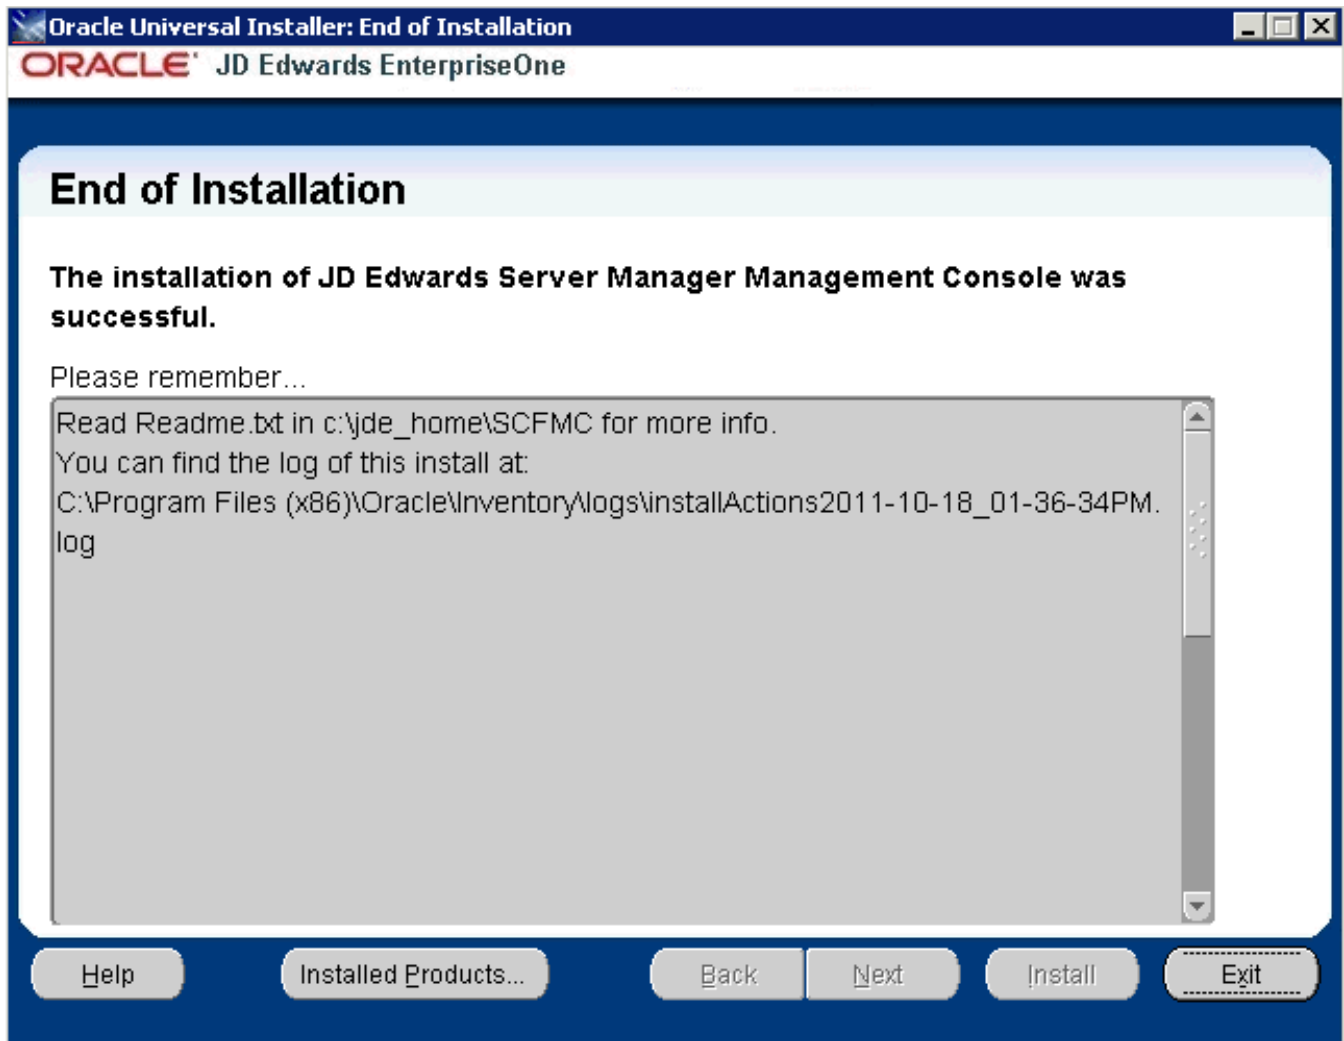 Oracle Universal Installer: End of Installation
ORACLE JD Edwards EnterpriseOne
End of Installation
The installation of JD Edwards Server Manager Management Console was
successful.
Please remember...
Read Readme.txt in c:\jde_home\SCFMC for more info.
You can find the log of this install at:
C:\Program Files (x86)\Oracle\Inventory\logs\installActions2011-10-18_01-36-34PM.
log
Help Installed Products... Back Next Install Exit